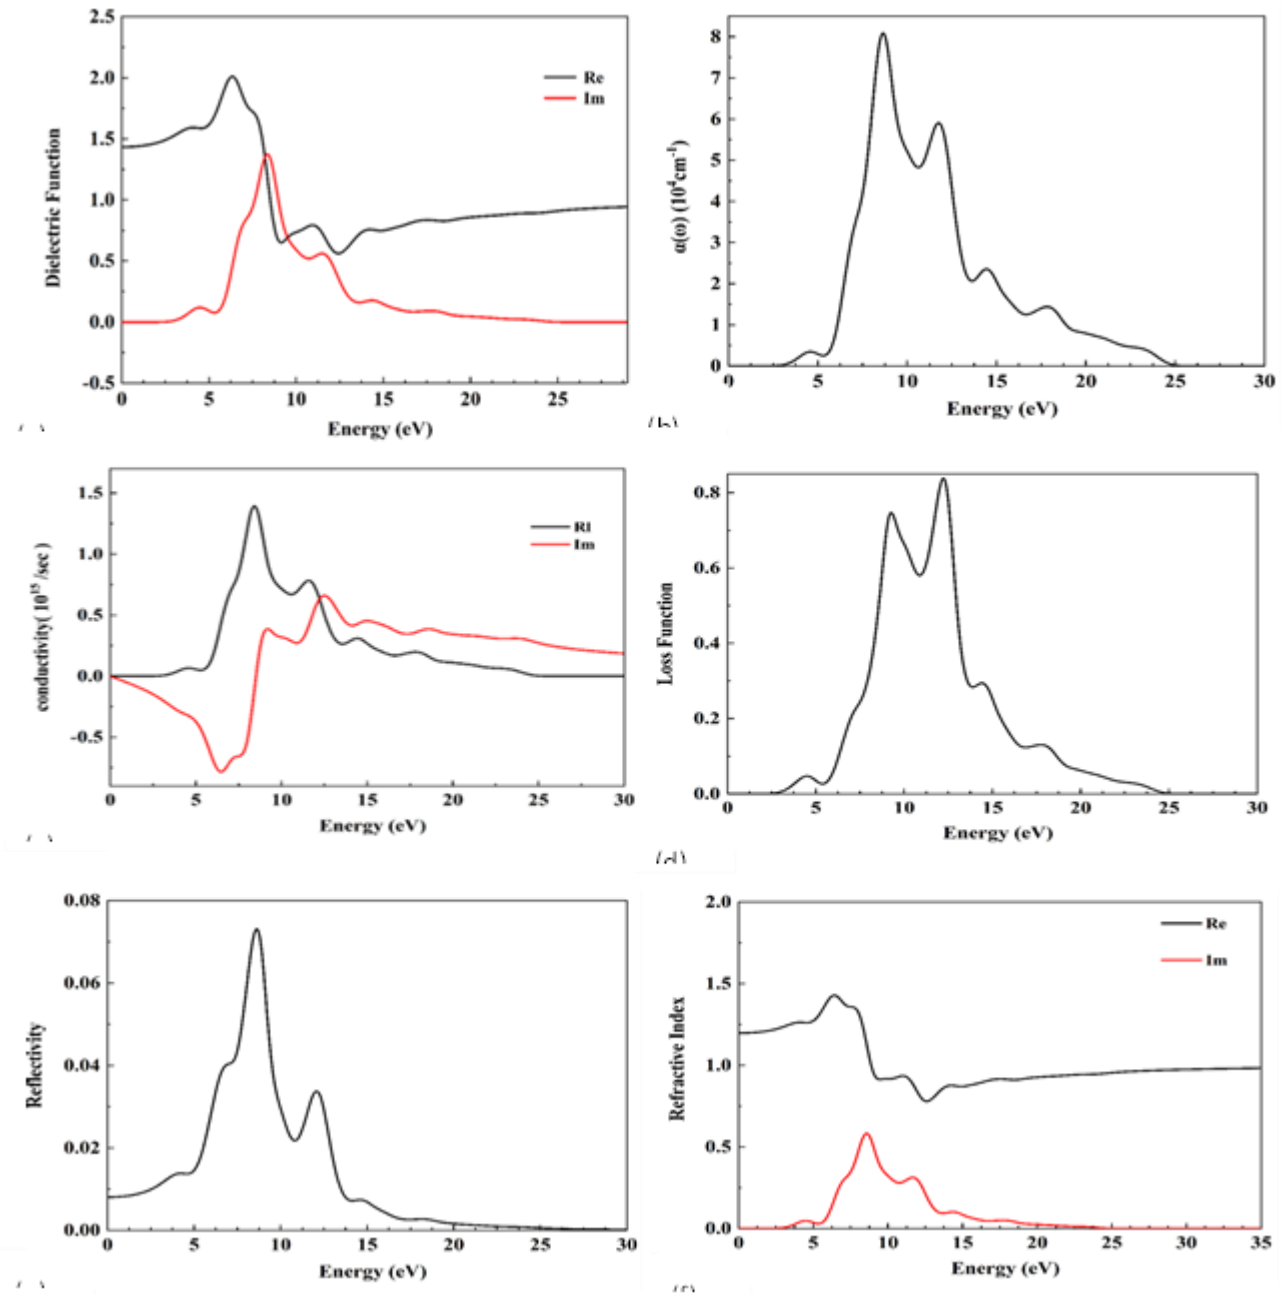 2.5
2.0
1.5
1.0
0.5
0.0
-0.5
Dielectric Function
Re
Im
0 5 10 15 20 25
Energy (eV)
8
7
6
5
4
3
2
1
0
α(ω) (10⁴cm⁻¹)
0 5 10 15 20 25 30
Energy (eV)
1.5
1.0
0.5
0.0
-0.5
conductivity( 10¹⁵ /sec )
Rl
Im
0 5 10 15 20 25 30
Energy (eV)
0.8
0.6
0.4
0.2
0.0
Loss Function
0 5 10 15 20 25 30
Energy (eV)
0.08
0.06
0.04
0.02
0.00
Reflectivity
0 5 10 15 20 25 30
Energy (eV)
2.0
1.5
1.0
0.5
0.0
Refractive Index
Re
Im
0 5 10 15 20 25 30 35
Energy (eV)